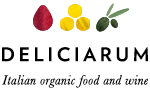 DELICIARUM
Italian organic food and wine